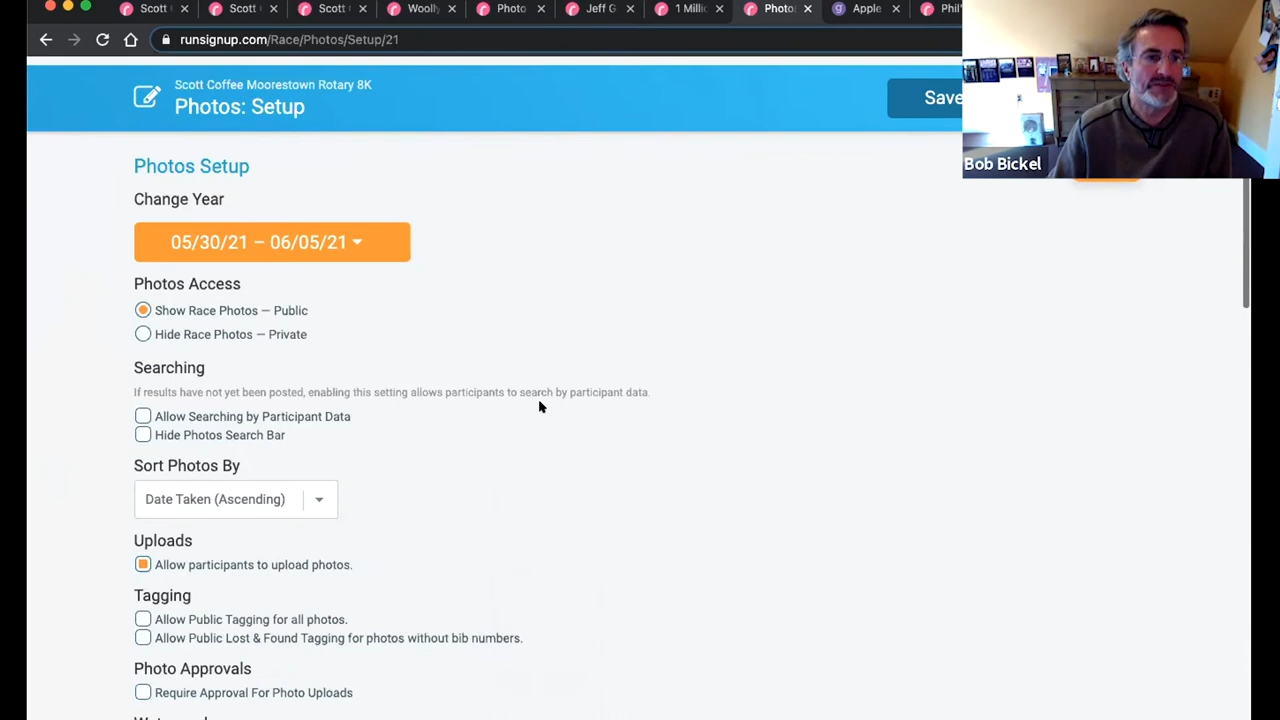 Scott Scott Scott Woolly Photo Jeff G 1 Milli Photo Apple Phil'
runsignup.com/Race/Photos/Setup/21
Scott Coffee Moorestown Rotary 8K
Photos: Setup
Save
Bob Bickel
Photos Setup
Change Year
05/30/21 – 06/05/21
Photos Access
Show Race Photos — Public
Hide Race Photos — Private
Searching
If results have not yet been posted, enabling this setting allows participants to search by participant data.
Allow Searching by Participant Data
Hide Photos Search Bar
Sort Photos By
Date Taken (Ascending)
Uploads
Allow participants to upload photos.
Tagging
Allow Public Tagging for all photos.
Allow Public Lost & Found Tagging for photos without bib numbers.
Photo Approvals
Require Approval For Photo Uploads